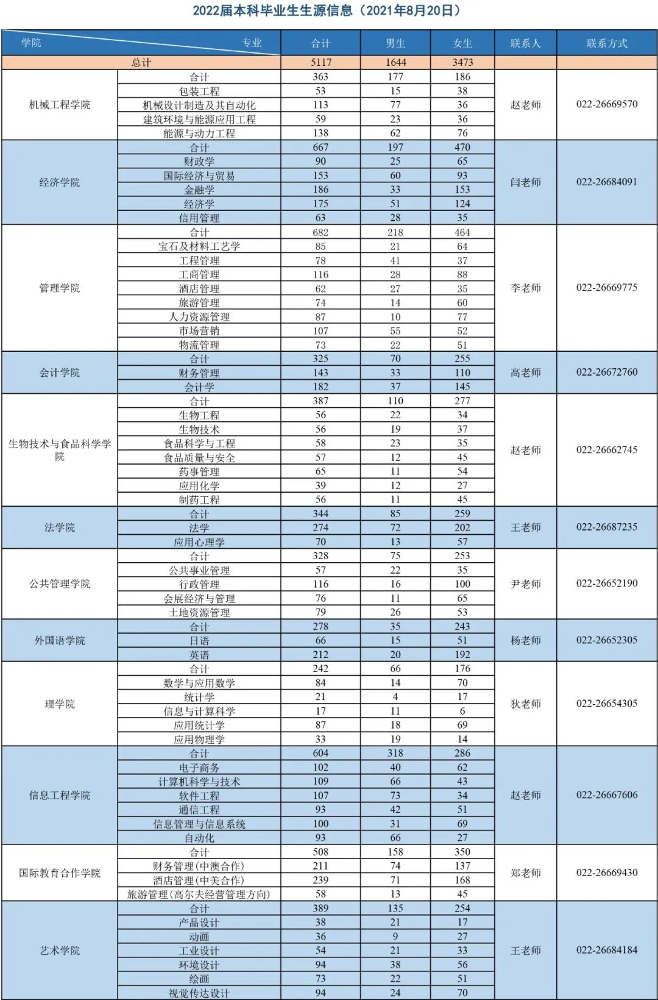 2022届本科毕业生生源信息（2021年8月20日）
学院 专业 合计 男生 女生 联系人 联系方式
总计 5117 1644 3473
机械工程学院 合计 363 177 186 赵老师 022-26669570
包装工程 53 15 38
机械设计制造及其自动化 113 77 36
建筑环境与能源应用工程 59 23 36
能源与动力工程 138 62 76
经济学院 合计 667 197 470 闫老师 022-26684091
财政学 90 25 65
国际经济与贸易 153 60 93
金融学 186 33 153
经济学 175 51 124
信用管理 63 28 35
管理学院 合计 682 218 464 李老师 022-26669775
宝石及材料工艺学 85 21 64
工程管理 78 41 37
工商管理 116 28 88
酒店管理 62 27 35
旅游管理 74 14 60
人力资源管理 87 10 77
市场营销 107 55 52
物流管理 73 22 51
会计学院 合计 325 70 255 高老师 022-26672760
财务管理 143 33 110
会计学 182 37 145
生物技术与食品科学学院 合计 387 110 277 赵老师 022-26662745
生物工程 56 22 34
生物技术 56 19 37
食品科学与工程 58 23 35
食品质量与安全 57 12 45
药事管理 65 11 54
应用化学 39 12 27
制药工程 56 11 45
法学院 合计 344 85 259 王老师 022-26687235
法学 274 72 202
应用心理学 70 13 57
公共管理学院 合计 328 75 253 尹老师 022-26652190
公共事业管理 57 22 35
行政管理 116 16 100
会展经济与管理 76 11 65
土地资源管理 79 26 53
外国语学院 合计 278 35 243 杨老师 022-26652305
日语 66 15 51
英语 212 20 192
理学院 合计 242 66 176 狄老师 022-26654305
数学与应用数学 84 14 70
统计学 21 4 17
信息与计算科学 17 11 6
应用统计学 87 18 69
应用物理学 33 19 14
信息工程学院 合计 604 318 286 赵老师 022-26667606
电子商务 102 40 62
计算机科学与技术 109 66 43
软件工程 107 73 34
通信工程 93 42 51
信息管理与信息系统 100 31 69
自动化 93 66 27
国际教育合作学院 合计 508 158 350 郑老师 022-26669430
财务管理(中澳合作) 211 74 137
酒店管理(中美合作) 239 71 168
旅游管理(高尔夫经营管理方向) 58 13 45
艺术学院 合计 389 135 254 王老师 022-26684184
产品设计 38 21 17
动画 36 9 27
工业设计 54 21 33
环境设计 94 38 56
绘画 73 22 51
视觉传达设计 94 24 70